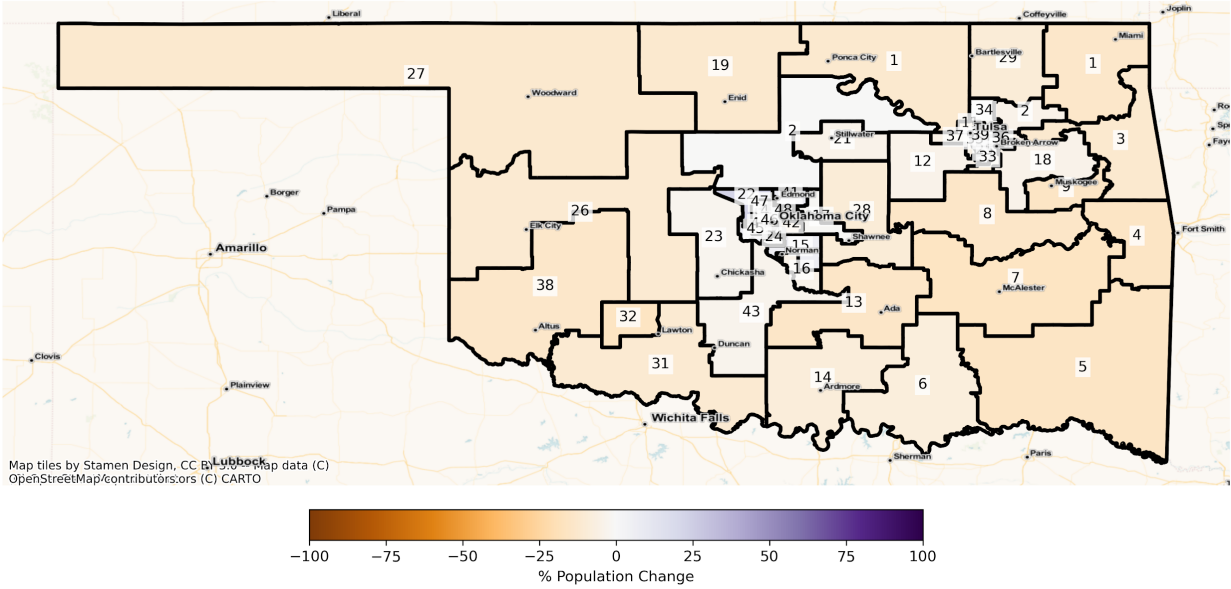 Liberal
Coffeyville
Joplin
Miami
Bartlesville
29
1
1
Ponca City
19
27
Woodward
Enid
34
2
Tulsa
37
39
36
Broken Arrow
2
Stillwater
21
3
12
33
18
Muskogee
9
Borger
Pampa
22
41
Edmond
47
48
Oklahoma City
42
45
24
28
26
Elk City
8
Amarillo
23
15
Norman
Shawnee
4
Fort Smith
16
Chickasha
7
McAlester
38
13
Ada
43
32
Altus
Lawton
Duncan
Clovis
31
5
14
Ardmore
6
Plainview
Wichita Falls
Lubbock
Sherman
Paris
Map tiles by Stamen Design, CC BY 3.0 -- Map data (C)
OpenStreetMap contributors (C) CARTO
−100 −75 −50 −25 0 25 50 75 100
% Population Change